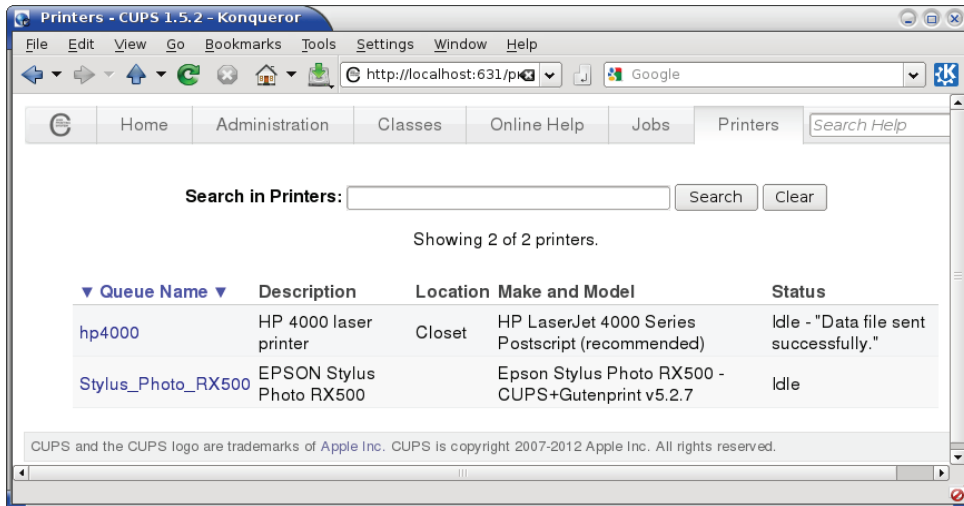 Printers - CUPS 1.5.2 - Konqueror
File Edit View Go Bookmarks Tools Settings Window Help
http://localhost:631/pr Google
Home Administration Classes Online Help Jobs Printers Search Help
Search in Printers: Search Clear
Showing 2 of 2 printers.
▼ Queue Name ▼ Description Location Make and Model Status
hp4000 HP 4000 laser printer Closet HP LaserJet 4000 Series Postscript (recommended) Idle - "Data file sent successfully."
Stylus_Photo_RX500 EPSON Stylus Photo RX500 Epson Stylus Photo RX500 - CUPS+Gutenprint v5.2.7 Idle
CUPS and the CUPS logo are trademarks of Apple Inc. CUPS is copyright 2007-2012 Apple Inc. All rights reserved.